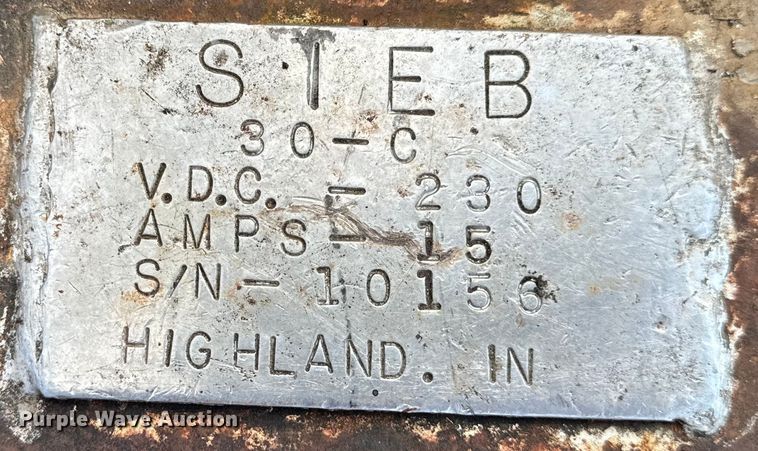 SIEB
30-C
V.D.C. - 230
AMPS-15
S/N-10156
HIGHLAND. IN
Purple Wave Auction